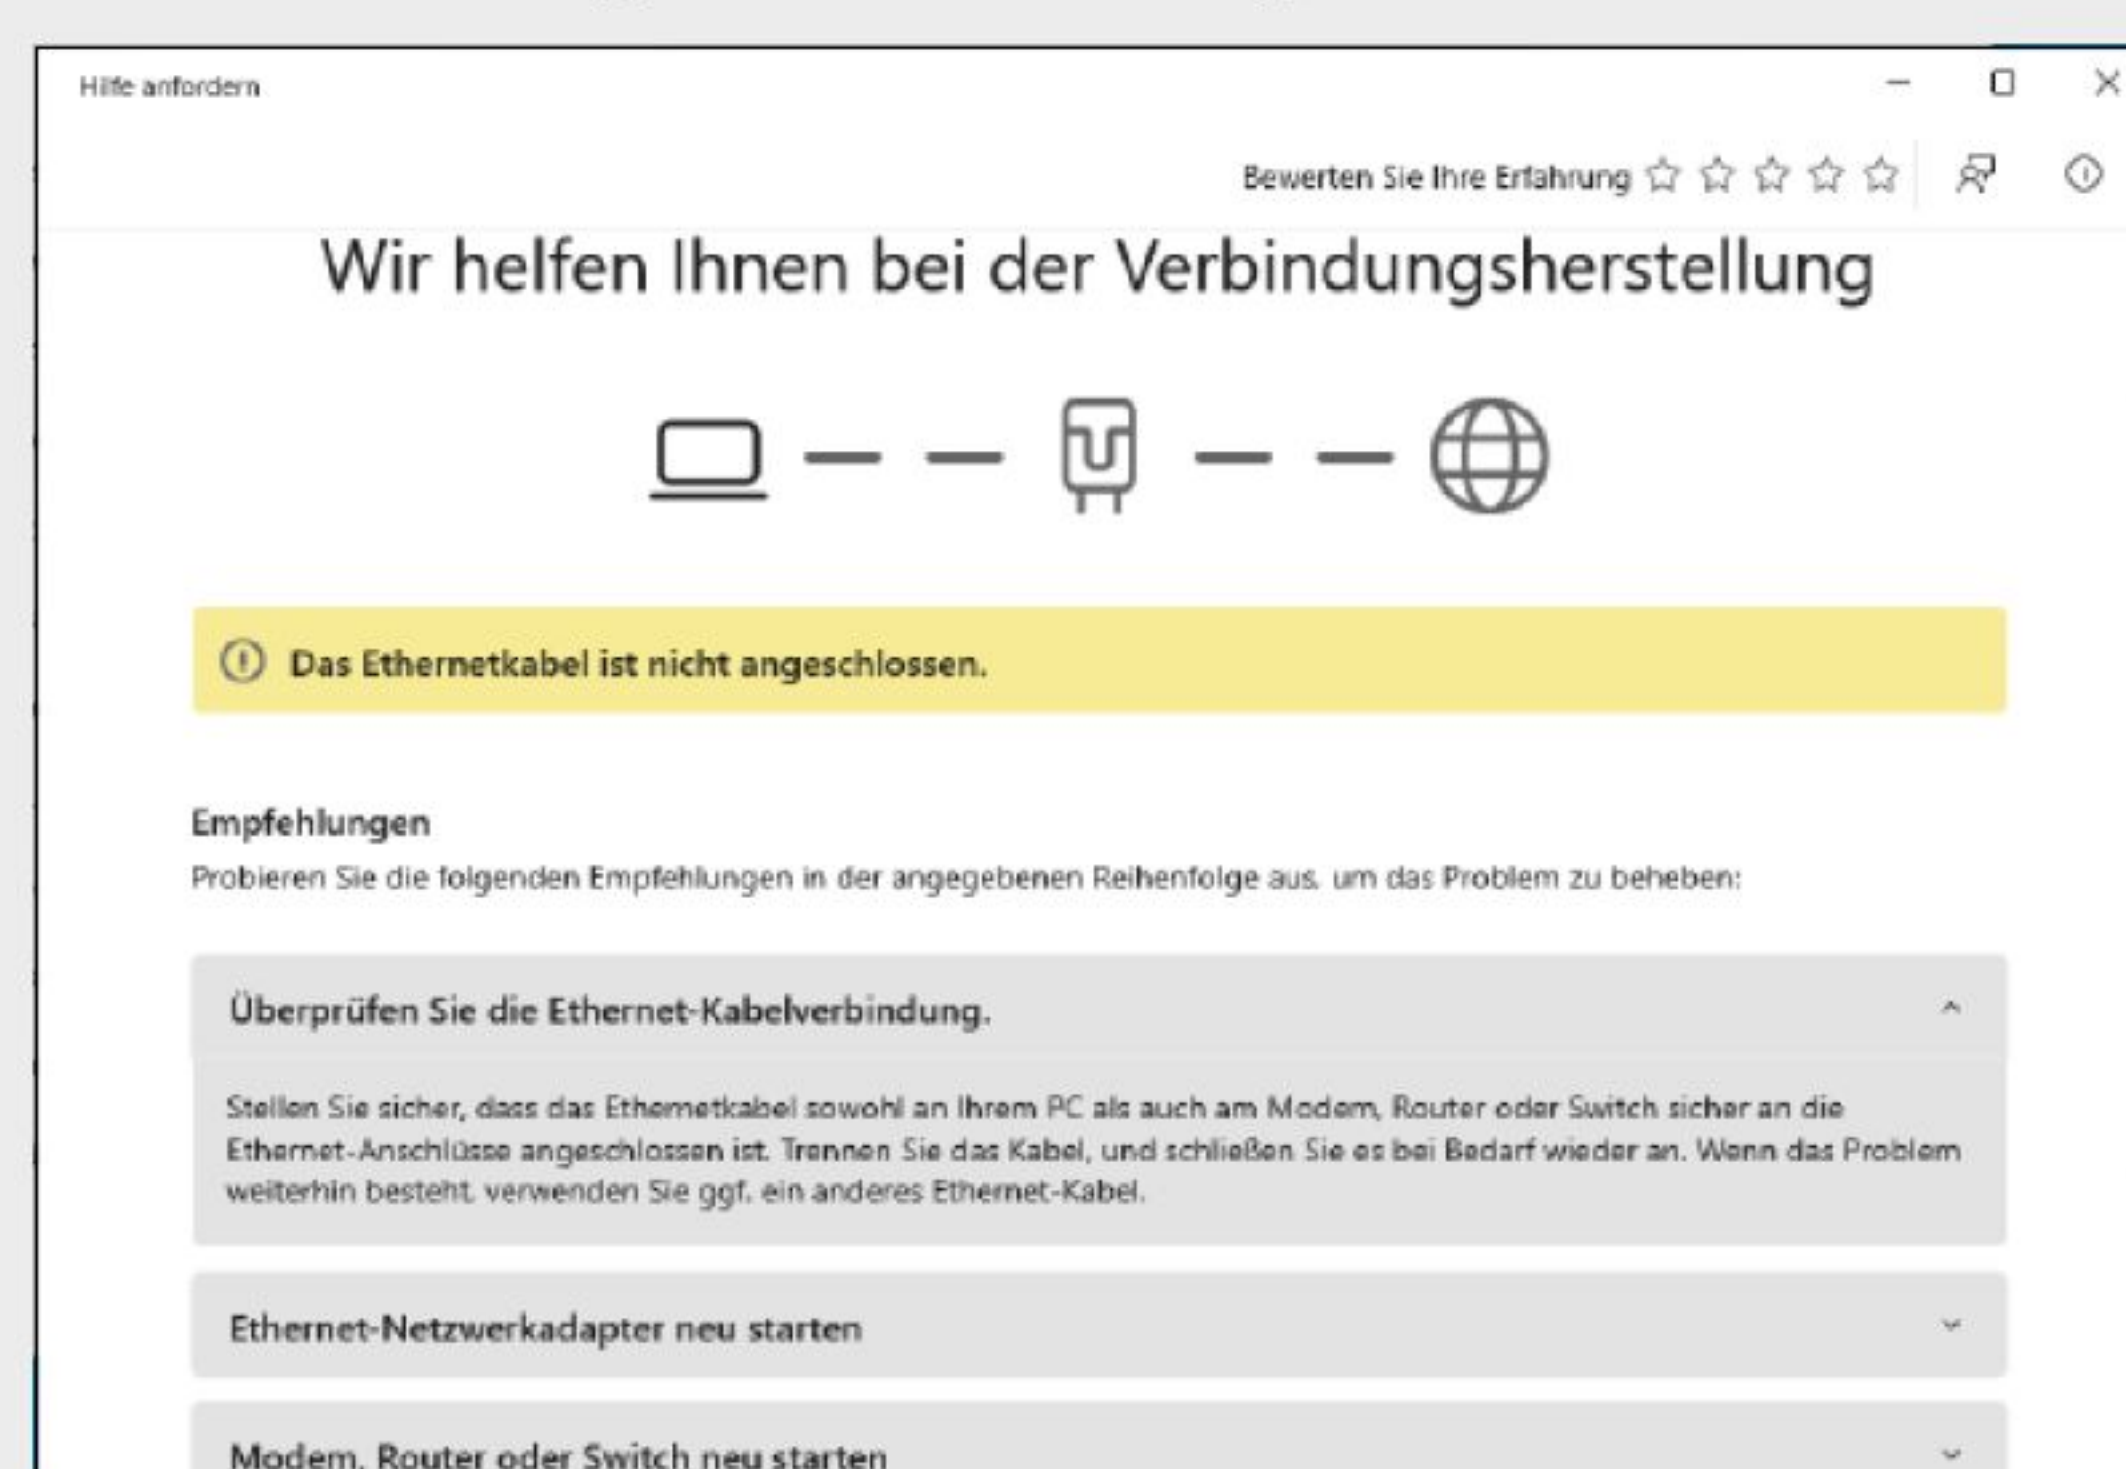 Hilfe anfordern
Bewerten Sie Ihre Erfahrung
Wir helfen Ihnen bei der Verbindungsherstellung
Das Ethernetkabel ist nicht angeschlossen.
Empfehlungen
Probieren Sie die folgenden Empfehlungen in der angegebenen Reihenfolge aus, um das Problem zu beheben:
Überprüfen Sie die Ethernet-Kabelverbindung.
Stellen Sie sicher, dass das Ethernetkabel sowohl an Ihrem PC als auch am Modem, Router oder Switch sicher an die
Ethernet-Anschlüsse angeschlossen ist. Trennen Sie das Kabel, und schließen Sie es bei Bedarf wieder an. Wenn das Problem
weiterhin besteht, verwenden Sie ggf. ein anderes Ethernet-Kabel.
Ethernet-Netzwerkadapter neu starten
Modem, Router oder Switch neu starten